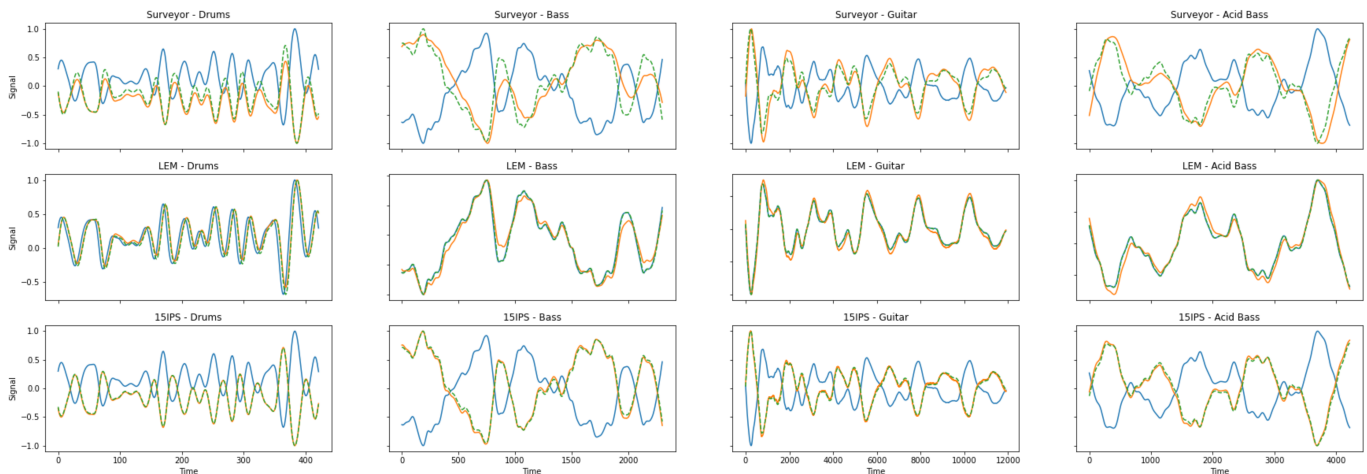 Surveyor - Drums
Surveyor - Bass
Surveyor - Guitar
Surveyor - Acid Bass
1.0
0.5
0.0
−0.5
−1.0
Signal
LEM - Drums
LEM - Bass
LEM - Guitar
LEM - Acid Bass
1.0
0.5
0.0
−0.5
Signal
15IPS - Drums
15IPS - Bass
15IPS - Guitar
15IPS - Acid Bass
1.0
0.5
0.0
−0.5
−1.0
Signal
0 100 200 300 400
0 500 1000 1500 2000
0 2000 4000 6000 8000 10000 12000
0 1000 2000 3000 4000
Time
Time
Time
Time